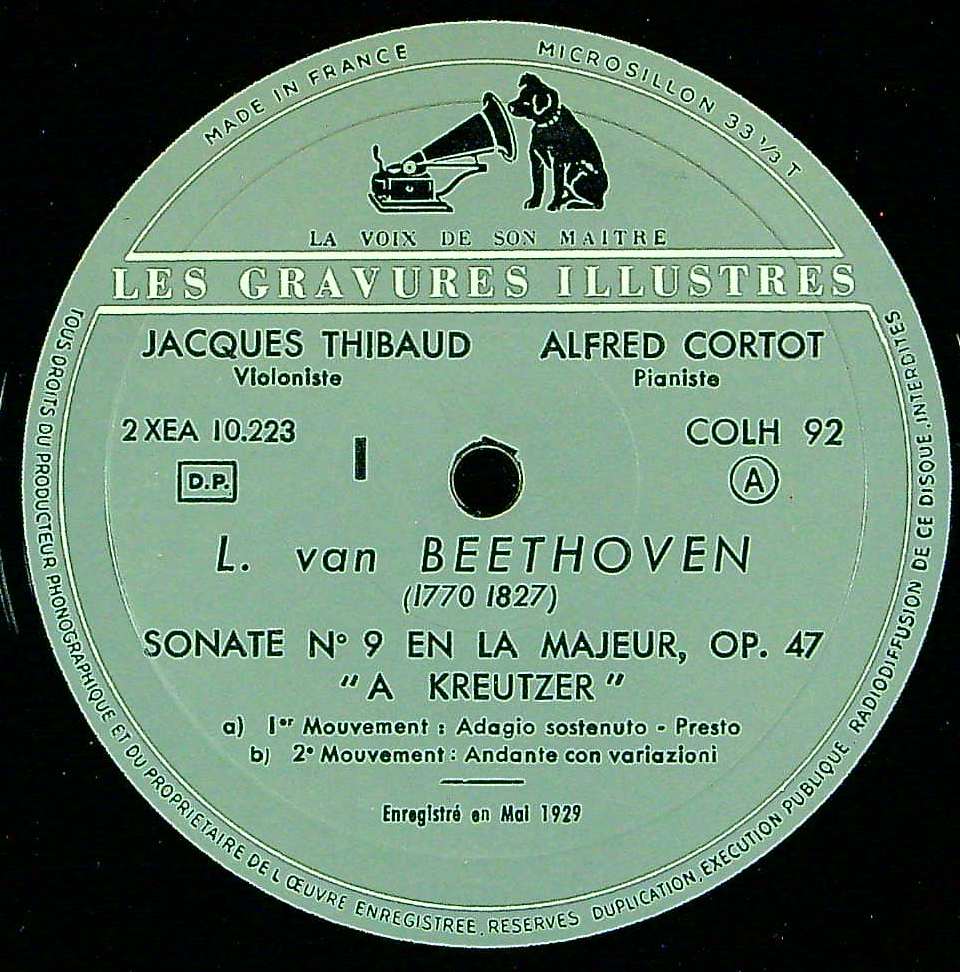 MADE IN FRANCE
MICROSILLON 33 1/3 T
LA VOIX DE SON MAITRE
LES GRAVURES ILLUSTRES
JACQUES THIBAUD ALFRED CORTOT
Violoniste Pianiste
2 XEA 10.223 I COLH 92
D.P. A
L. van BEETHOVEN
(1770 1827)
SONATE N° 9 EN LA MAJEUR, OP. 47
"A KREUTZER"
a) 1er Mouvement : Adagio sostenuto - Presto
b) 2e Mouvement : Andante con variazioni
Enregistré en Mai 1929
TOUS DROITS DU PRODUCTEUR PHONOGRAPHIQUE ET DU PROPRIETAIRE DE L ŒUVRE ENREGISTREE, RESERVES DUPLICATION, EXECUTION PUBLIQUE, RADIODIFFUSION DE CE DISQUE, INTERDITES